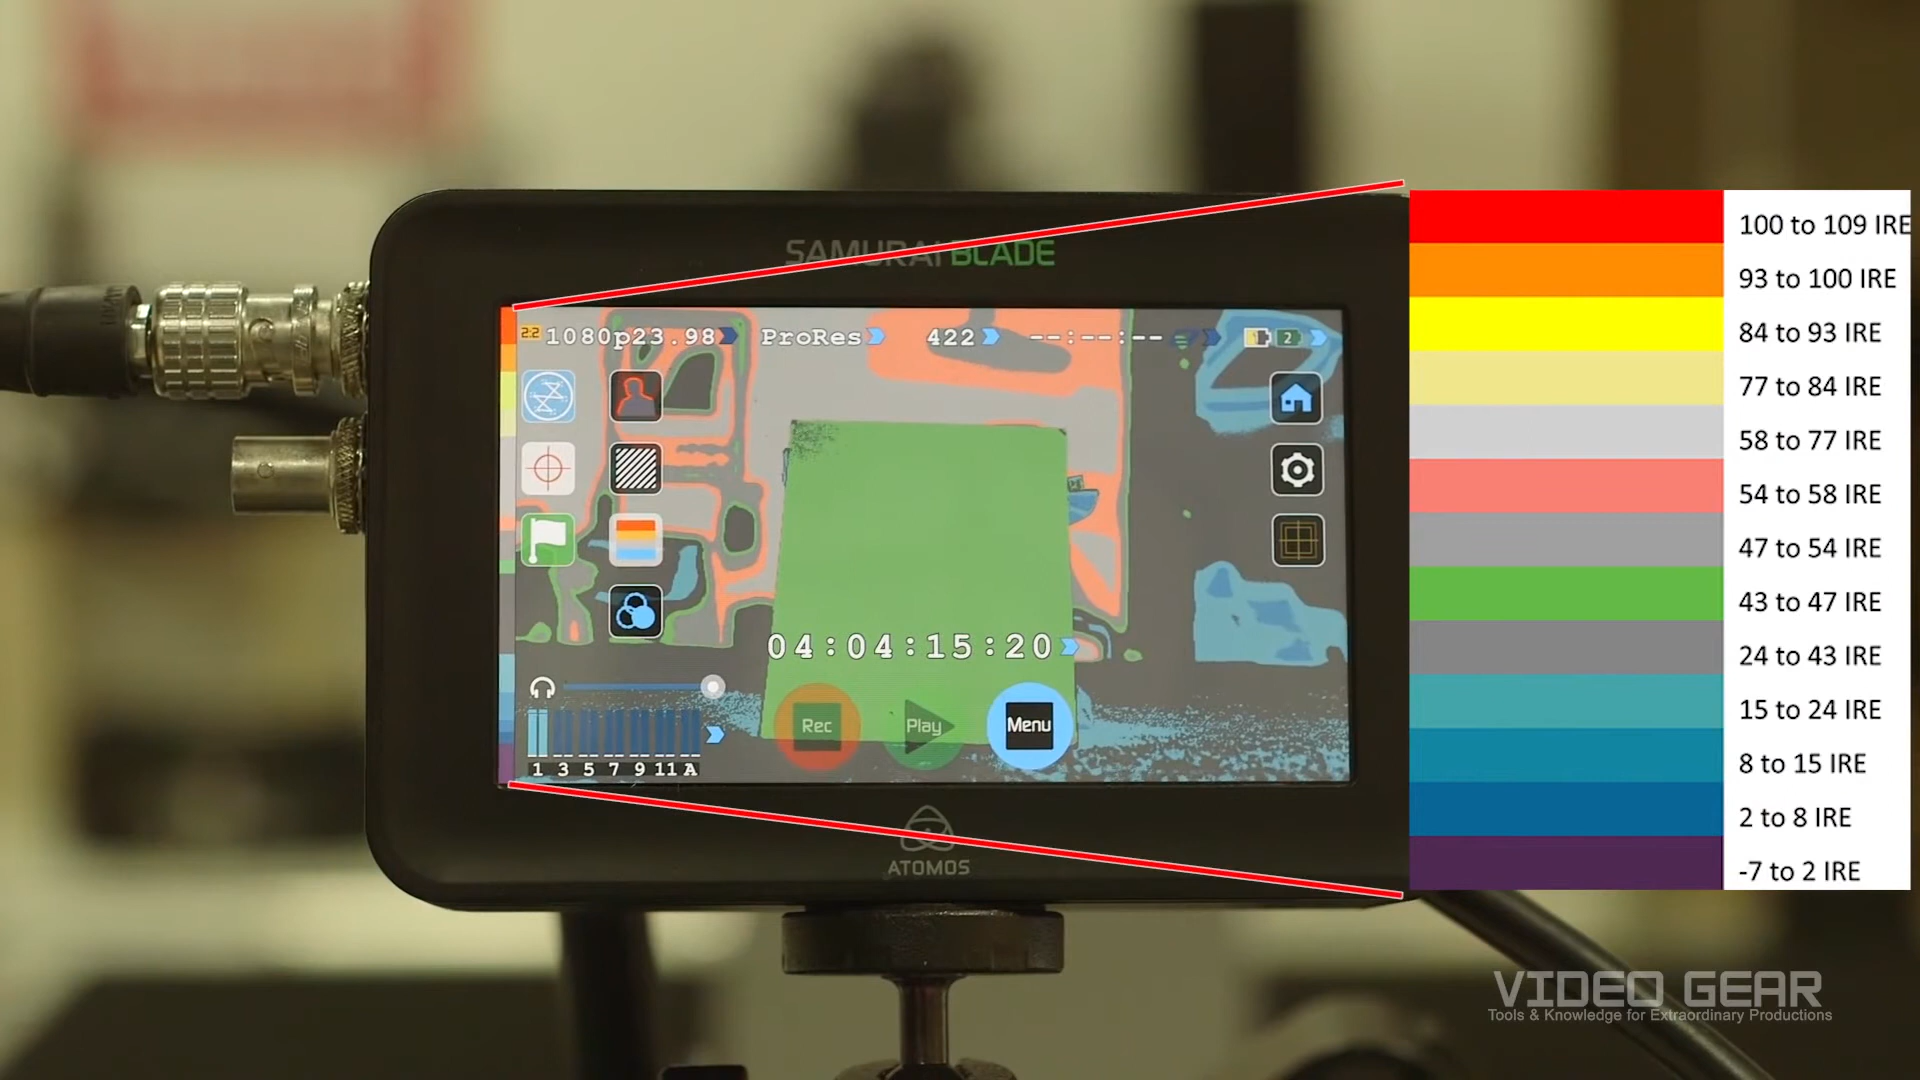 SAMURAI BLADE
2:2 1080p23.98 ProRes 422 --:--:--
1 2
04:04:15:20
Rec Play Menu
1 3 5 7 9 11 A
ATOMOS
100 to 109 IRE
93 to 100 IRE
84 to 93 IRE
77 to 84 IRE
58 to 77 IRE
54 to 58 IRE
47 to 54 IRE
43 to 47 IRE
24 to 43 IRE
15 to 24 IRE
8 to 15 IRE
2 to 8 IRE
-7 to 2 IRE
VIDEO GEAR
Tools & Knowledge for Extraordinary Productions